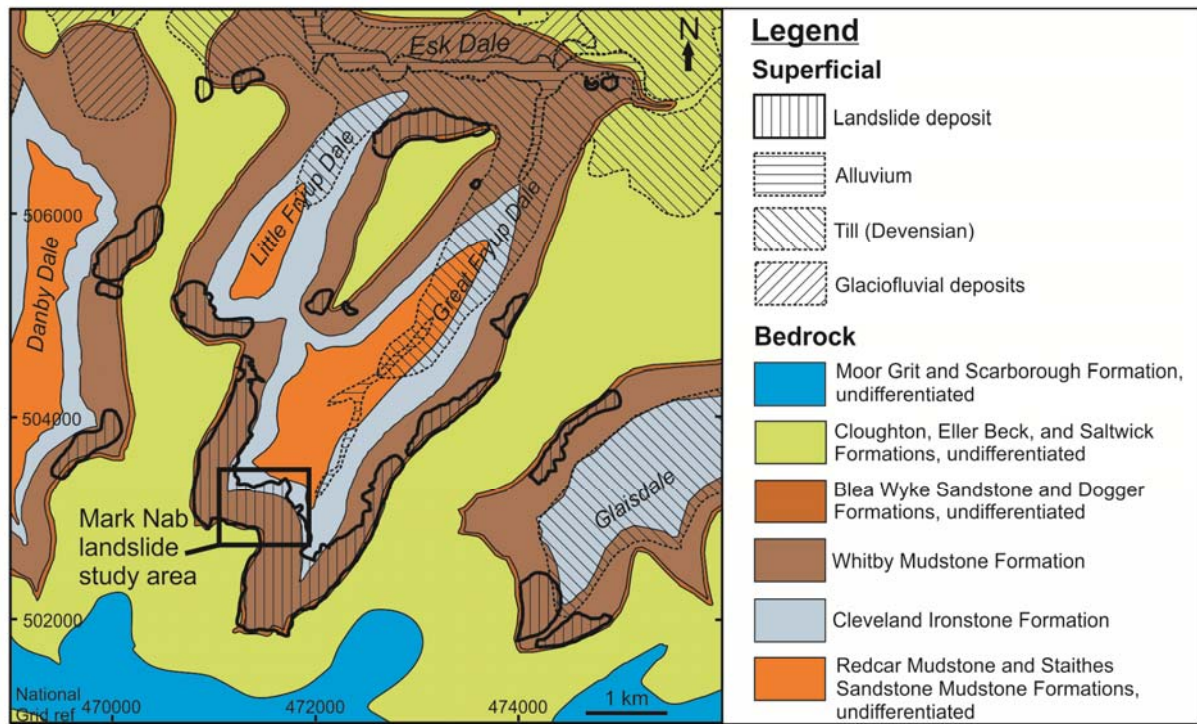 Esk Dale
N
Little Fryup Dale
506000
Great Fryup Dale
Danby Dale
504000
Glaisdale
Mark Nab
landslide
study area
502000
National
Grid ref
470000
472000
474000
1 km
Legend
Superficial
Landslide deposit
Alluvium
Till (Devensian)
Glaciofluvial deposits
Bedrock
Moor Grit and Scarborough Formation,
undifferentiated
Cloughton, Eller Beck, and Saltwick
Formations, undifferentiated
Blea Wyke Sandstone and Dogger
Formations, undifferentiated
Whitby Mudstone Formation
Cleveland Ironstone Formation
Redcar Mudstone and Staithes
Sandstone Mudstone Formations,
undifferentiated